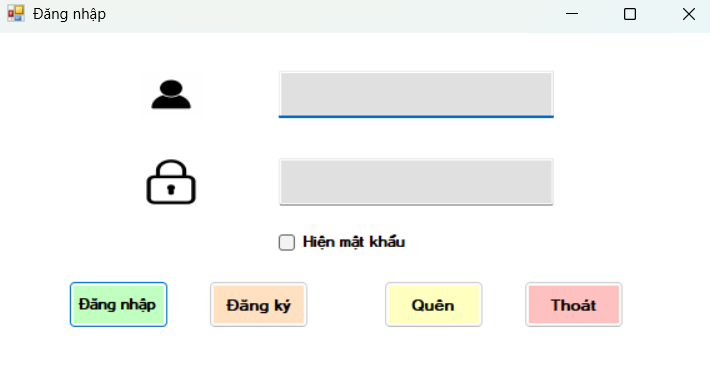 Đăng nhập
Hiện mật khẩu
Đăng nhập Đăng ký Quên Thoát